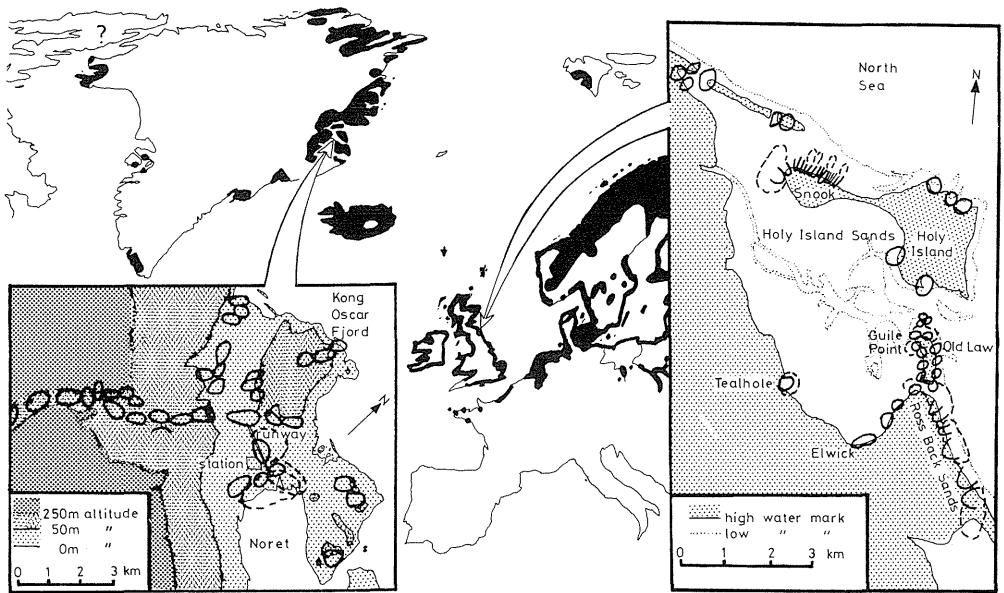 ?
North
Sea
N
Snook
Holy Island Sands
Holy
Island
Guile
Point
Old Law
Tealhole
Elwick
Ross Back
Sands
high water mark
low " "
0 1 2 3 km
Kong
Oscar
Fjord
N
runway
station
Noret
250m altitude
50m "
0m "
0 1 2 3 km